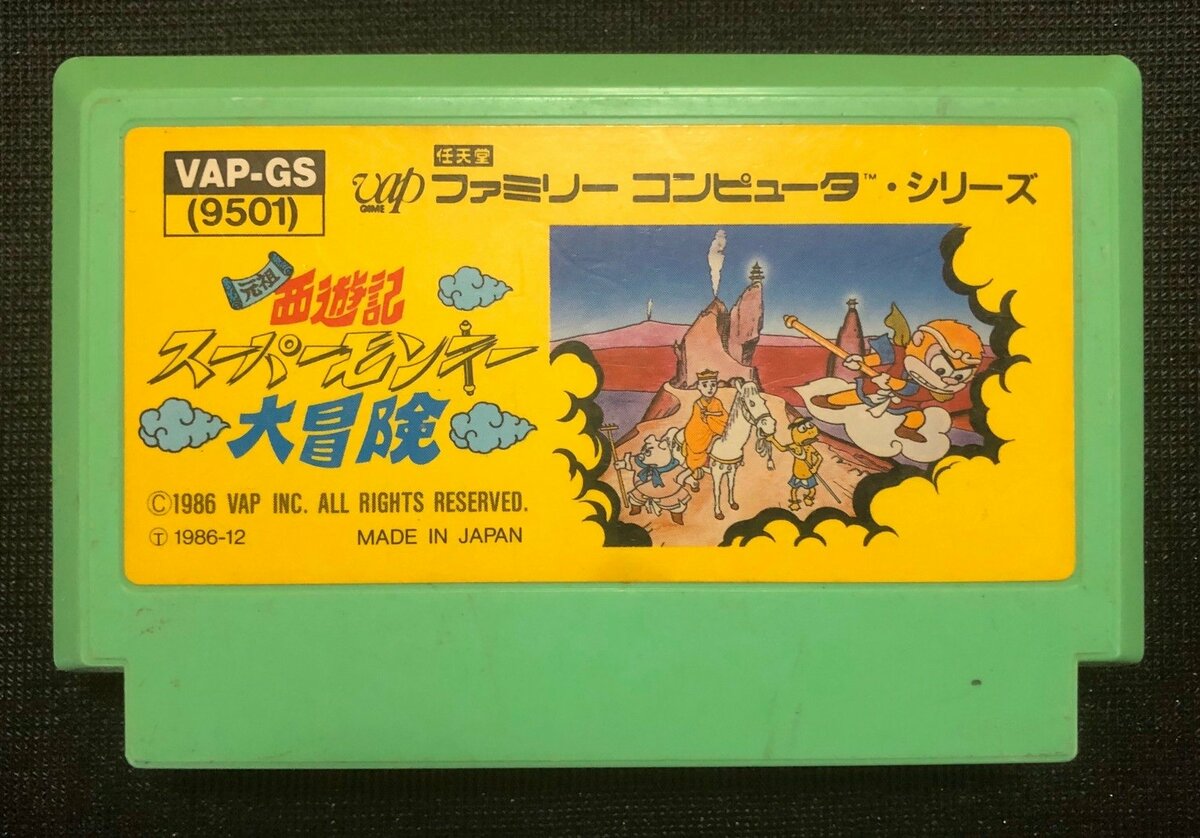 VAP-GS
(9501)
vap
GAME
任天堂
ファミリー コンピュータ™・シリーズ
元祖
西遊記
スーパーモンキー
大冒険
©1986 VAP INC. ALL RIGHTS RESERVED.
Ⓣ 1986-12 MADE IN JAPAN